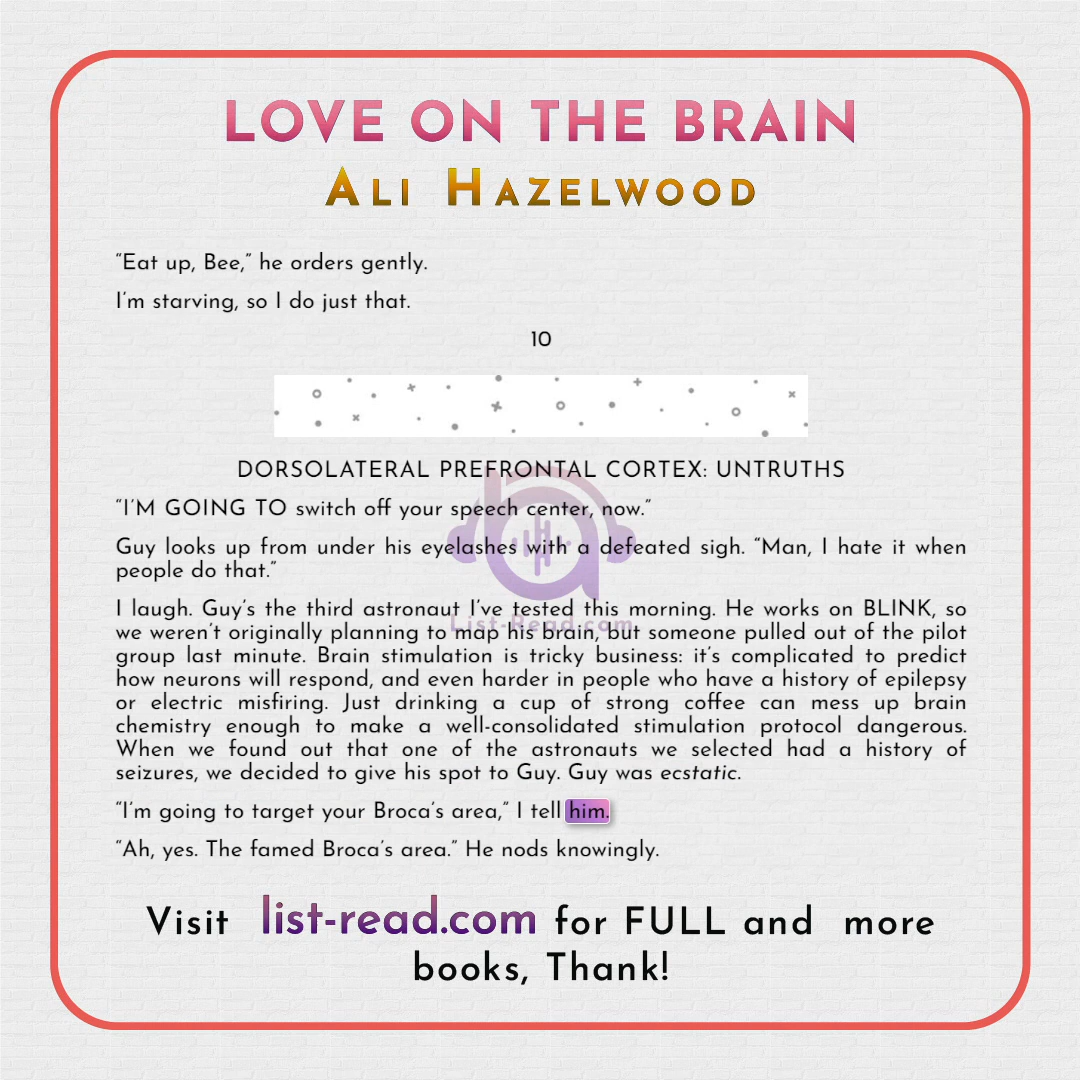 LOVE ON THE BRAIN
ALI HAZELWOOD
“Eat up, Bee,” he orders gently.
I’m starving, so I do just that.
10
DORSOLATERAL PREFRONTAL CORTEX: UNTRUTHS
“I’M GOING TO switch off your speech center, now.”
Guy looks up from under his eyelashes with a defeated sigh. “Man, I hate it when
people do that.”
I laugh. Guy’s the third astronaut I’ve tested this morning. He works on BLINK, so
we weren’t originally planning to map his brain, but someone pulled out of the pilot
group last minute. Brain stimulation is tricky business: it’s complicated to predict
how neurons will respond, and even harder in people who have a history of epilepsy
or electric misfiring. Just drinking a cup of strong coffee can mess up brain
chemistry enough to make a well-consolidated stimulation protocol dangerous.
When we found out that one of the astronauts we selected had a history of
seizures, we decided to give his spot to Guy. Guy was ecstatic.
“I’m going to target your Broca’s area,” I tell him.
“Ah, yes. The famed Broca’s area.” He nods knowingly.
List-Read.com
Visit list-read.com for FULL and more
books, Thank!